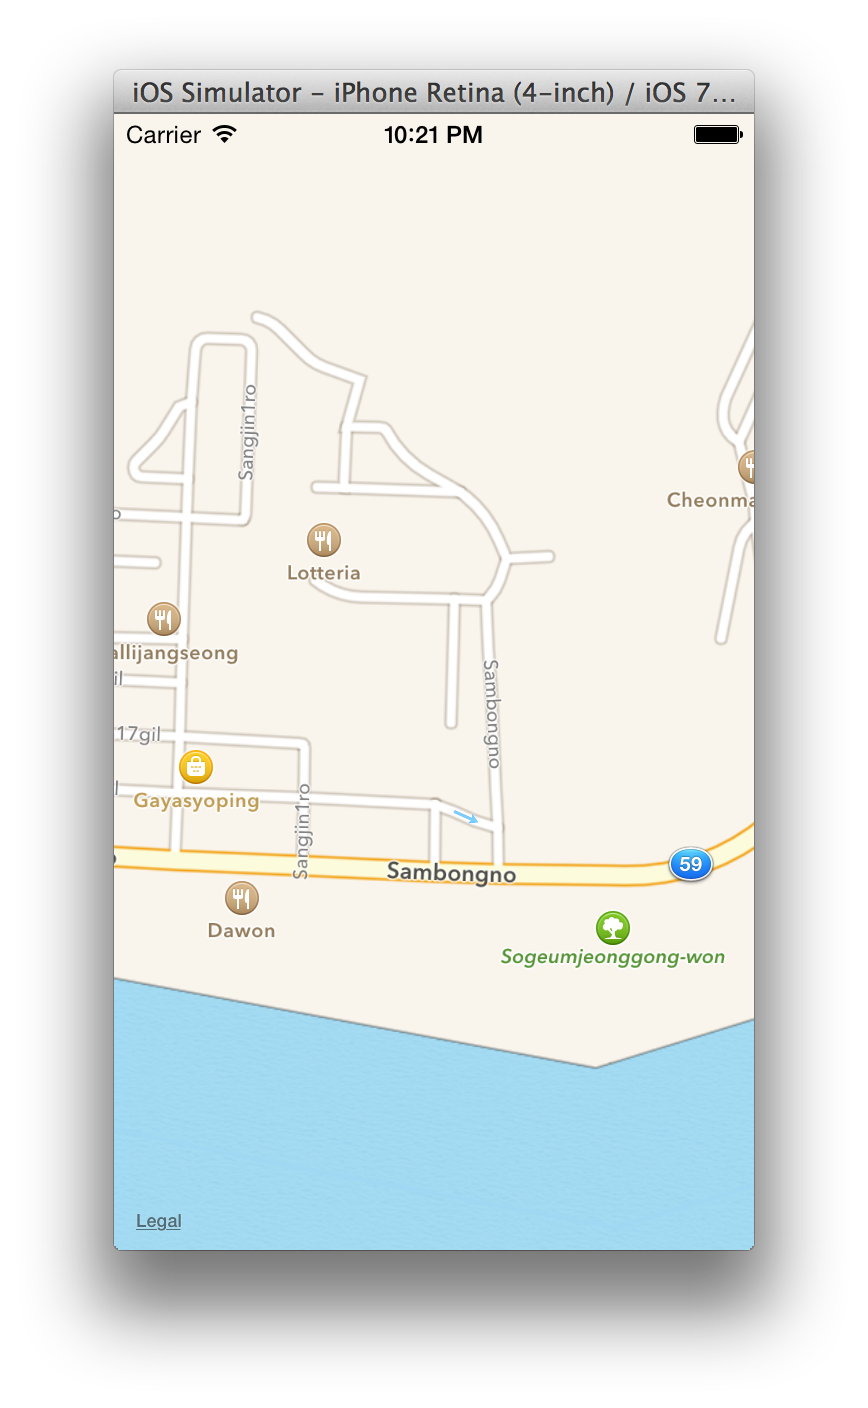 iOS Simulator – iPhone Retina (4-inch) / iOS 7...
Carrier
10:21 PM
Sangjin1ro
Cheonma
o
Lotteria
allijangseong
il
Sambongno
17gil
l
Gayasyoping
Sangjin1ro
o
Sambongno
59
Dawon
Sogeumjeonggong-won
Legal